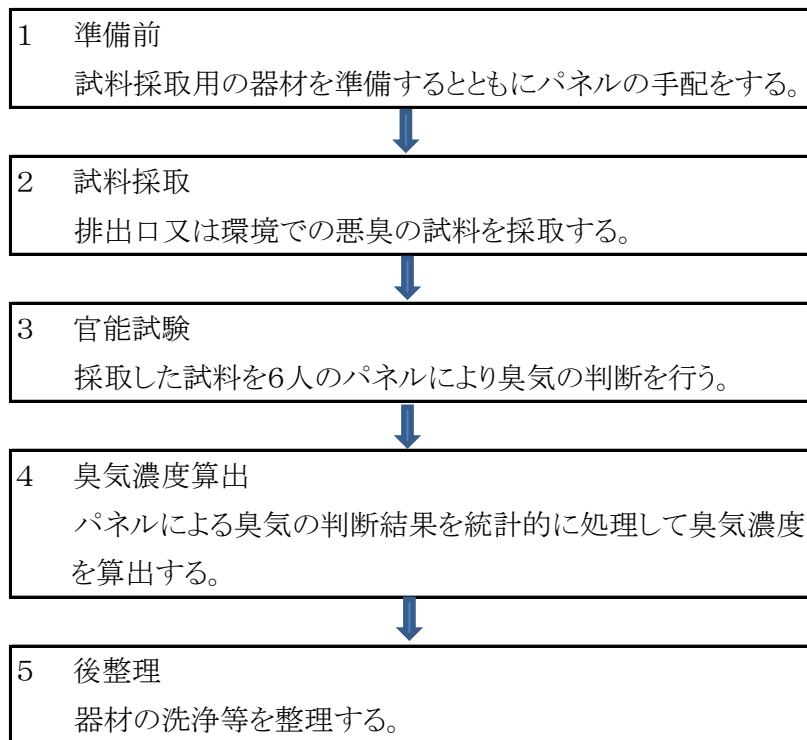 1 準備前
試料採取用の器材を準備するとともにパネルの手配をする。
2 試料採取
排出口又は環境での悪臭の試料を採取する。
3 官能試験
採取した試料を6人のパネルにより臭気の判断を行う。
4 臭気濃度算出
パネルによる臭気の判断結果を統計的に処理して臭気濃度
を算出する。
5 後整理
器材の洗浄等を整理する。